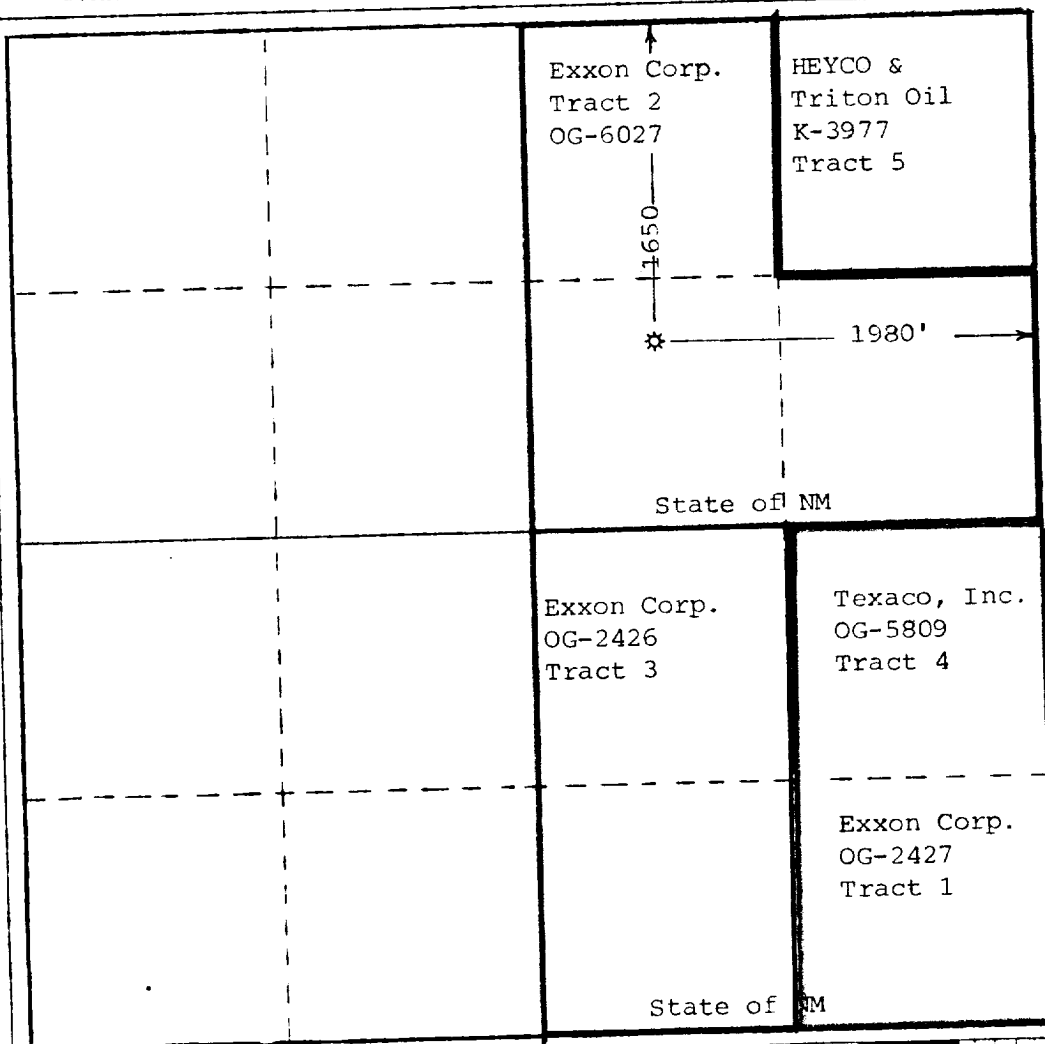 Exxon Corp.
Tract 2
OG-6027
HEYCO &
Triton Oil
K-3977
Tract 5
1650
1980'
State of NM
Exxon Corp.
OG-2426
Tract 3
Texaco, Inc.
OG-5809
Tract 4
Exxon Corp.
OG-2427
Tract 1
State of NM